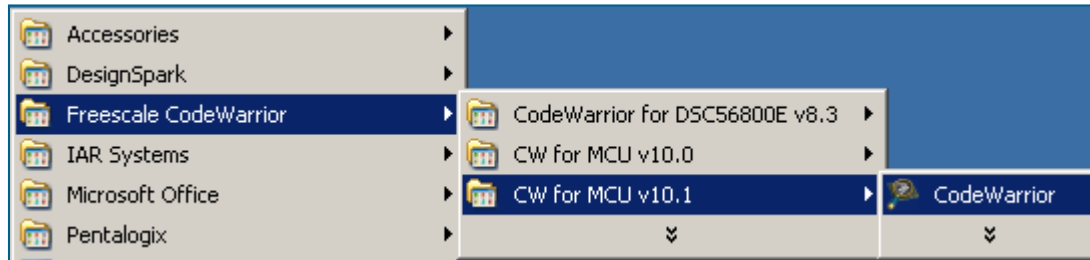 Accessories
DesignSpark
Freescale CodeWarrior
IAR Systems
Microsoft Office
Pentalogix
CodeWarrior for DSC56800E v8.3
CW for MCU v10.0
CW for MCU v10.1
CodeWarrior